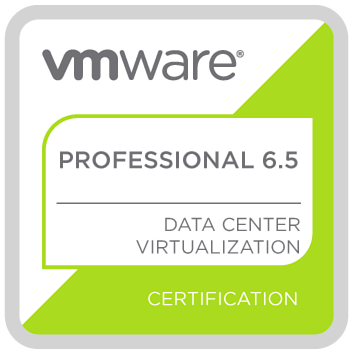 vmware®
PROFESSIONAL 6.5
DATA CENTER
VIRTUALIZATION
CERTIFICATION